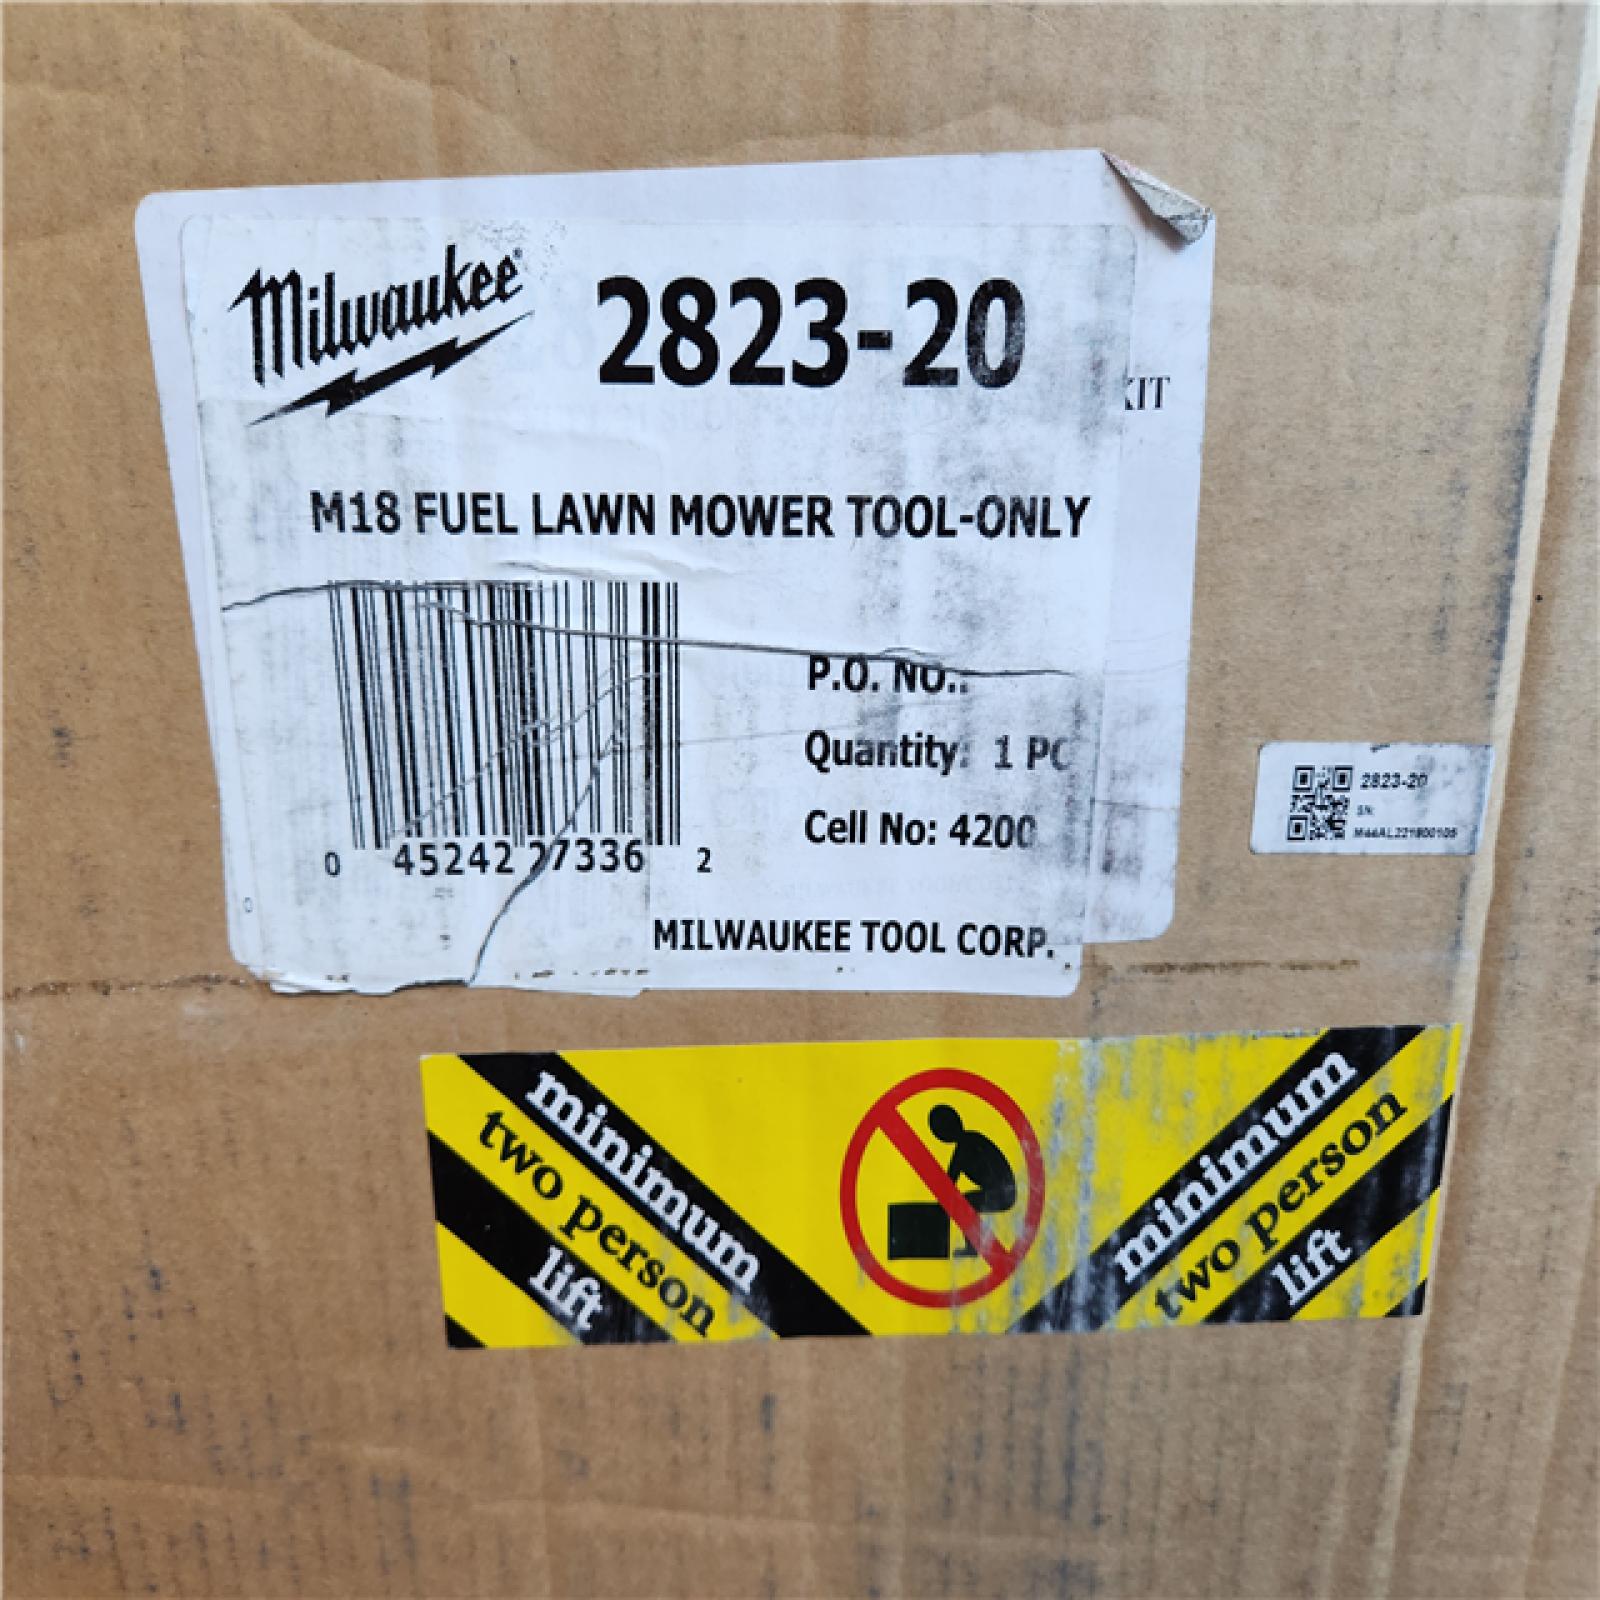 Milwaukee®
2823-20
M18 FUEL LAWN MOWER TOOL-ONLY
P.O. NO.:
Quantity: 1 PC
Cell No: 4200
0 45242 27336 2
MILWAUKEE TOOL CORP.
2823-20
SN:
minimum
two person
lift
minimum
two person
lift